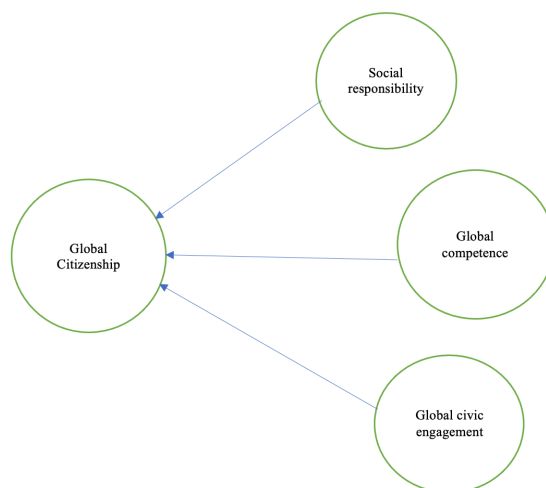 Social
responsibility
Global
Citizenship
Global
competence
Global civic
engagement